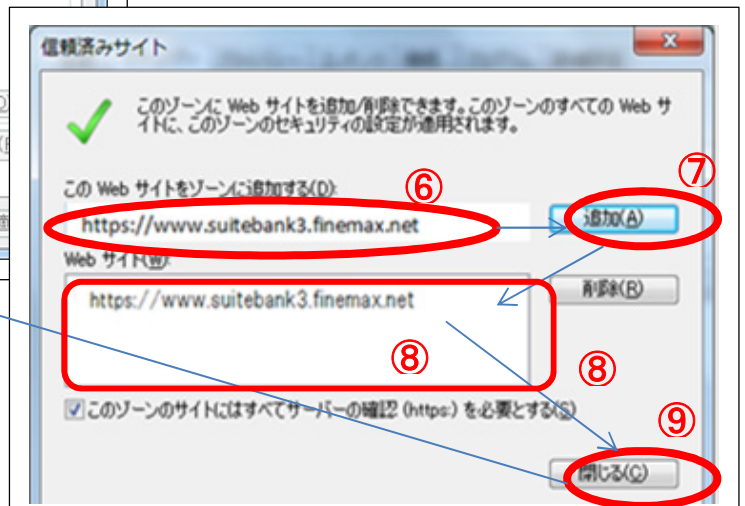 信頼済みサイト
このゾーンに Web サイトを追加/削除できます。このゾーンのすべての Web サ
イトに、このゾーンのセキュリティの設定が適用されます。
この Web サイトをゾーンに追加する(D):
⑥
⑦
https://www.suitebank3.finemax.net
追加(A)
Web サイト(W):
https://www.suitebank3.finemax.net
削除(R)
⑧
⑧
このゾーンのサイトにはすべてサーバーの確認 (https:) を必要とする(S)
⑨
閉じる(C)